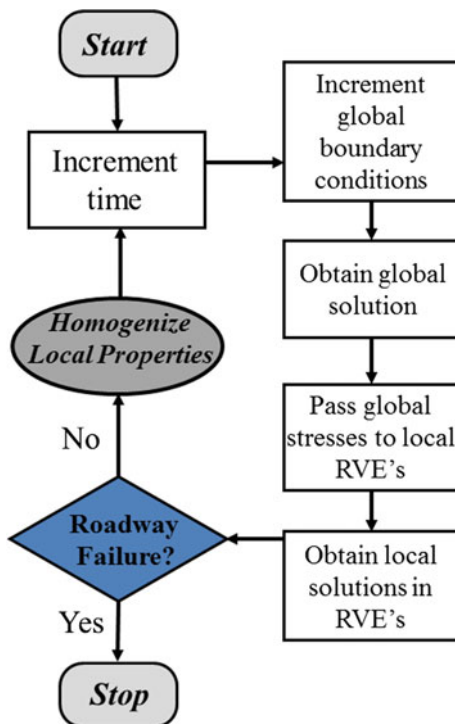 Start
Increment
time
Increment
global
boundary
conditions
Obtain global
solution
Pass global
stresses to local
RVE's
Obtain local
solutions in
RVE's
Roadway
Failure?
No
Homogenize
Local Properties
Yes
Stop